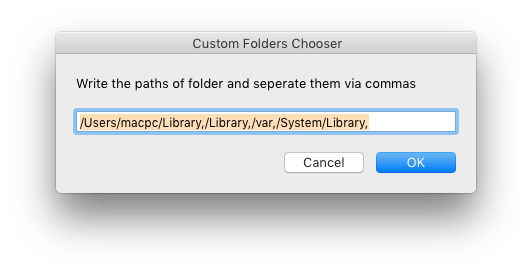 Custom Folders Chooser
Write the paths of folder and seperate them via commas
/Users/macpc/Library,/Library,/var,/System/Library,
Cancel
OK